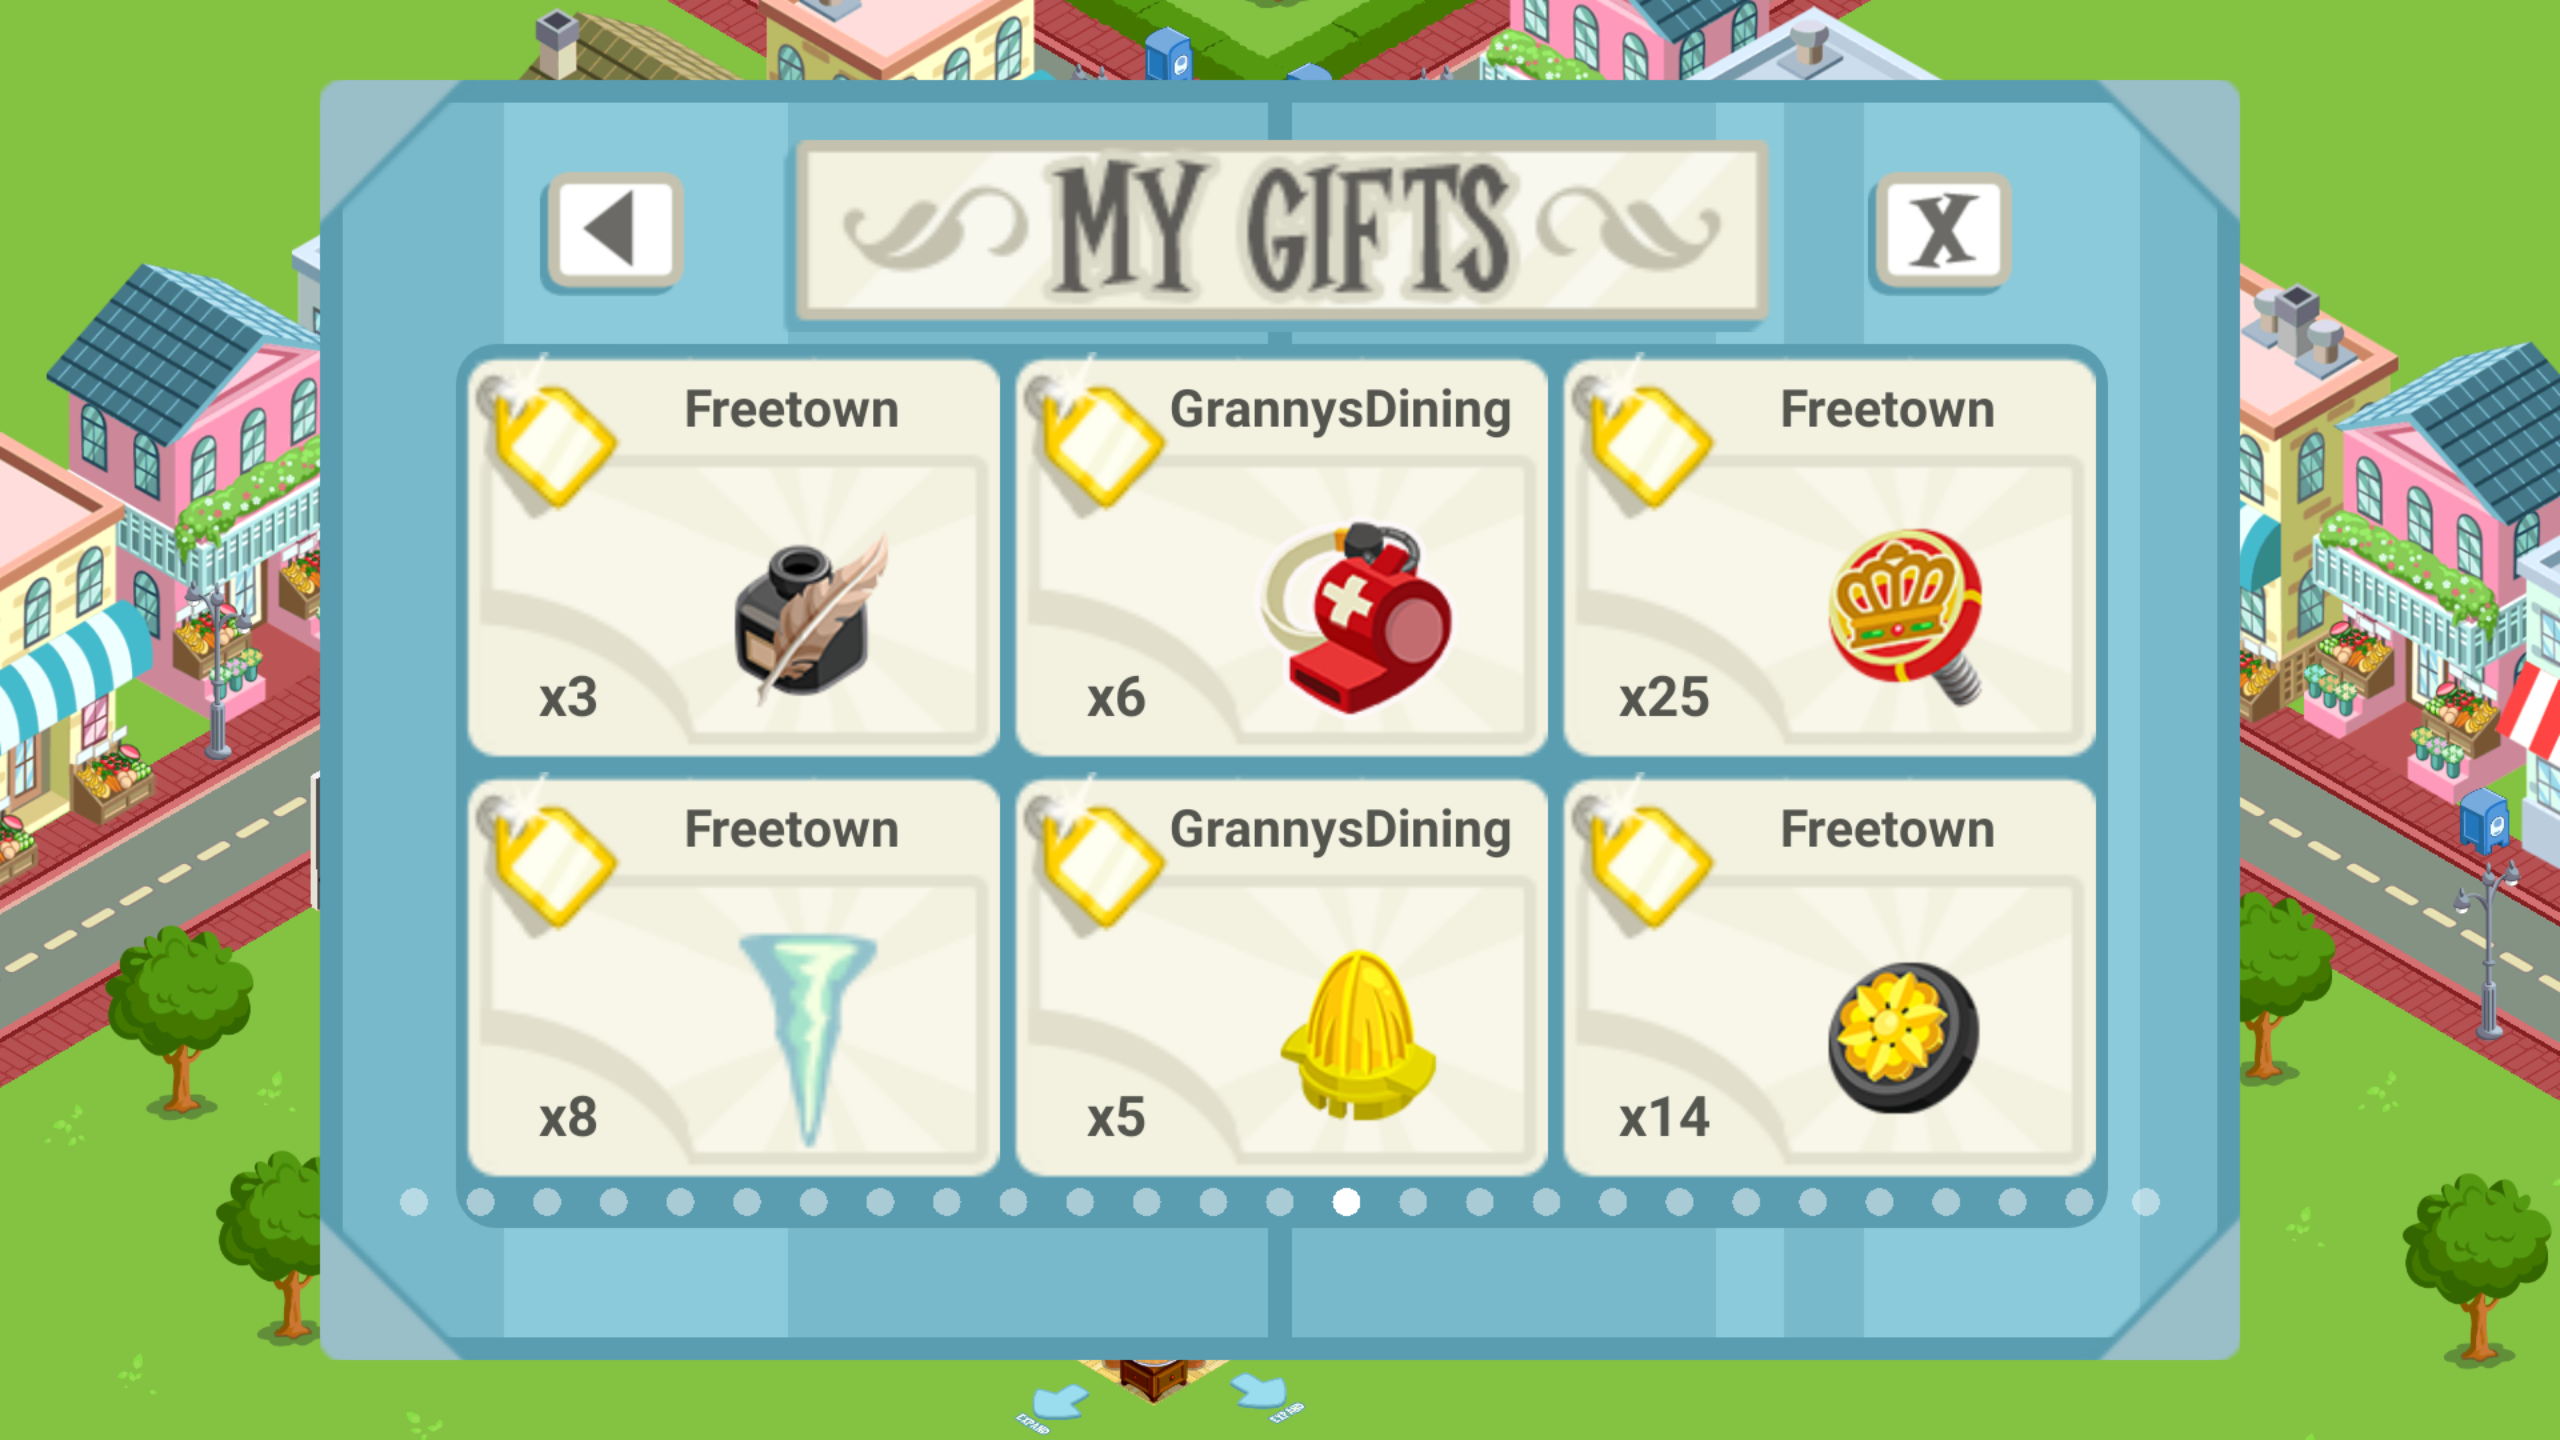 MY GIFTS
X
Freetown
GrannysDining
Freetown
x3
x6
x25
Freetown
GrannysDining
Freetown
x8
x5
x14
EXPAND
EXPAND